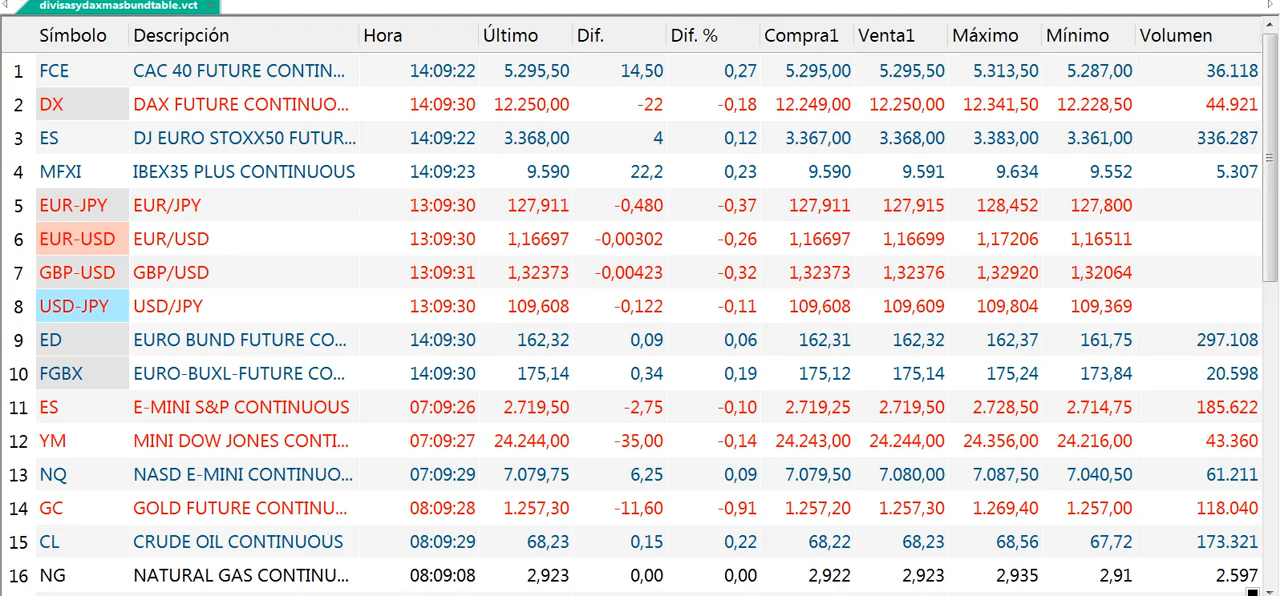 divisasydaxmasbundtable.vct
Símbolo Descripción Hora Último Dif. Dif. % Compra1 Venta1 Máximo Mínimo Volumen
1 FCE CAC 40 FUTURE CONTIN... 14:09:22 5.295,50 14,50 0,27 5.295,00 5.295,50 5.313,50 5.287,00 36.118
2 DX DAX FUTURE CONTINUO... 14:09:30 12.250,00 -22 -0,18 12.249,00 12.250,00 12.341,50 12.228,50 44.921
3 ES DJ EURO STOXX50 FUTUR... 14:09:22 3.368,00 4 0,12 3.367,00 3.368,00 3.383,00 3.361,00 336.287
4 MFXI IBEX35 PLUS CONTINUOUS 14:09:23 9.590 22,2 0,23 9.590 9.591 9.634 9.552 5.307
5 EUR-JPY EUR/JPY 13:09:30 127,911 -0,480 -0,37 127,911 127,915 128,452 127,800
6 EUR-USD EUR/USD 13:09:30 1,16697 -0,00302 -0,26 1,16697 1,16699 1,17206 1,16511
7 GBP-USD GBP/USD 13:09:31 1,32373 -0,00423 -0,32 1,32373 1,32376 1,32920 1,32064
8 USD-JPY USD/JPY 13:09:30 109,608 -0,122 -0,11 109,608 109,609 109,804 109,369
9 ED EURO BUND FUTURE CO... 14:09:30 162,32 0,09 0,06 162,31 162,32 162,37 161,75 297.108
10 FGBX EURO-BUXL-FUTURE CO... 14:09:30 175,14 0,34 0,19 175,12 175,14 175,24 173,84 20.598
11 ES E-MINI S&P CONTINUOUS 07:09:26 2.719,50 -2,75 -0,10 2.719,25 2.719,50 2.728,50 2.714,75 185.622
12 YM MINI DOW JONES CONTI... 07:09:27 24.244,00 -35,00 -0,14 24.243,00 24.244,00 24.356,00 24.216,00 43.360
13 NQ NASD E-MINI CONTINUO... 07:09:29 7.079,75 6,25 0,09 7.079,50 7.080,00 7.087,50 7.040,50 61.211
14 GC GOLD FUTURE CONTINU... 08:09:28 1.257,30 -11,60 -0,91 1.257,20 1.257,30 1.269,40 1.257,00 118.040
15 CL CRUDE OIL CONTINUOUS 08:09:29 68,23 0,15 0,22 68,22 68,23 68,56 67,72 173.321
16 NG NATURAL GAS CONTINU... 08:09:08 2,923 0,00 0,00 2,922 2,923 2,935 2,91 2.597